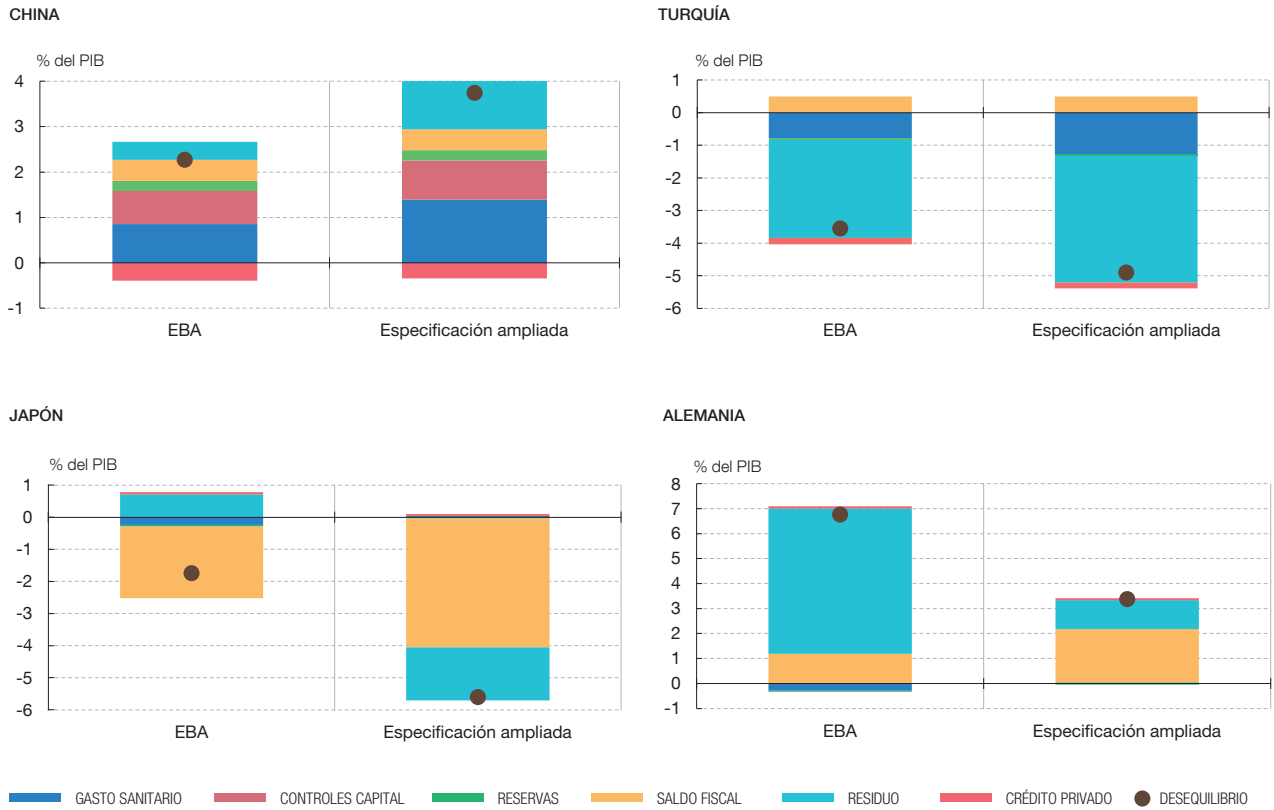 CHINA
% del PIB
4
3
2
1
0
-1
EBA
Especificación ampliada
TURQUÍA
% del PIB
1
0
-1
-2
-3
-4
-5
-6
EBA
Especificación ampliada
JAPÓN
% del PIB
1
0
-1
-2
-3
-4
-5
-6
EBA
Especificación ampliada
ALEMANIA
% del PIB
8
7
6
5
4
3
2
1
0
-1
EBA
Especificación ampliada
GASTO SANITARIO
CONTROLES CAPITAL
RESERVAS
SALDO FISCAL
RESIDUO
CRÉDITO PRIVADO
DESEQUILIBRIO